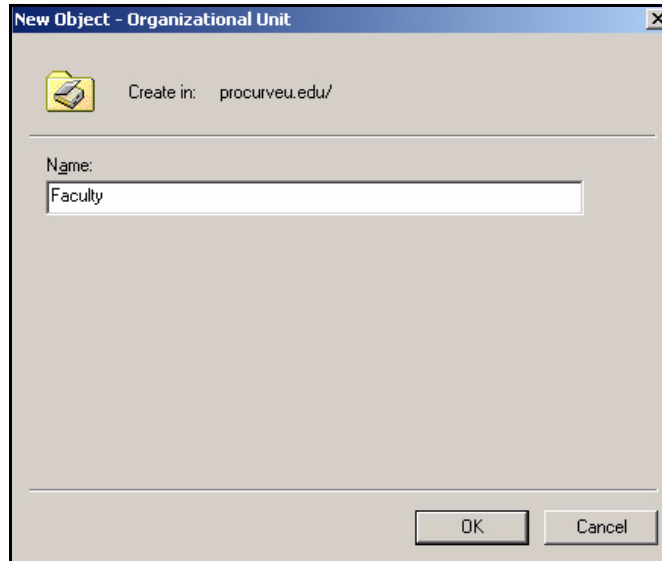 New Object - Organizational Unit
Create in: procurveu.edu/
Name:
Faculty
OK Cancel